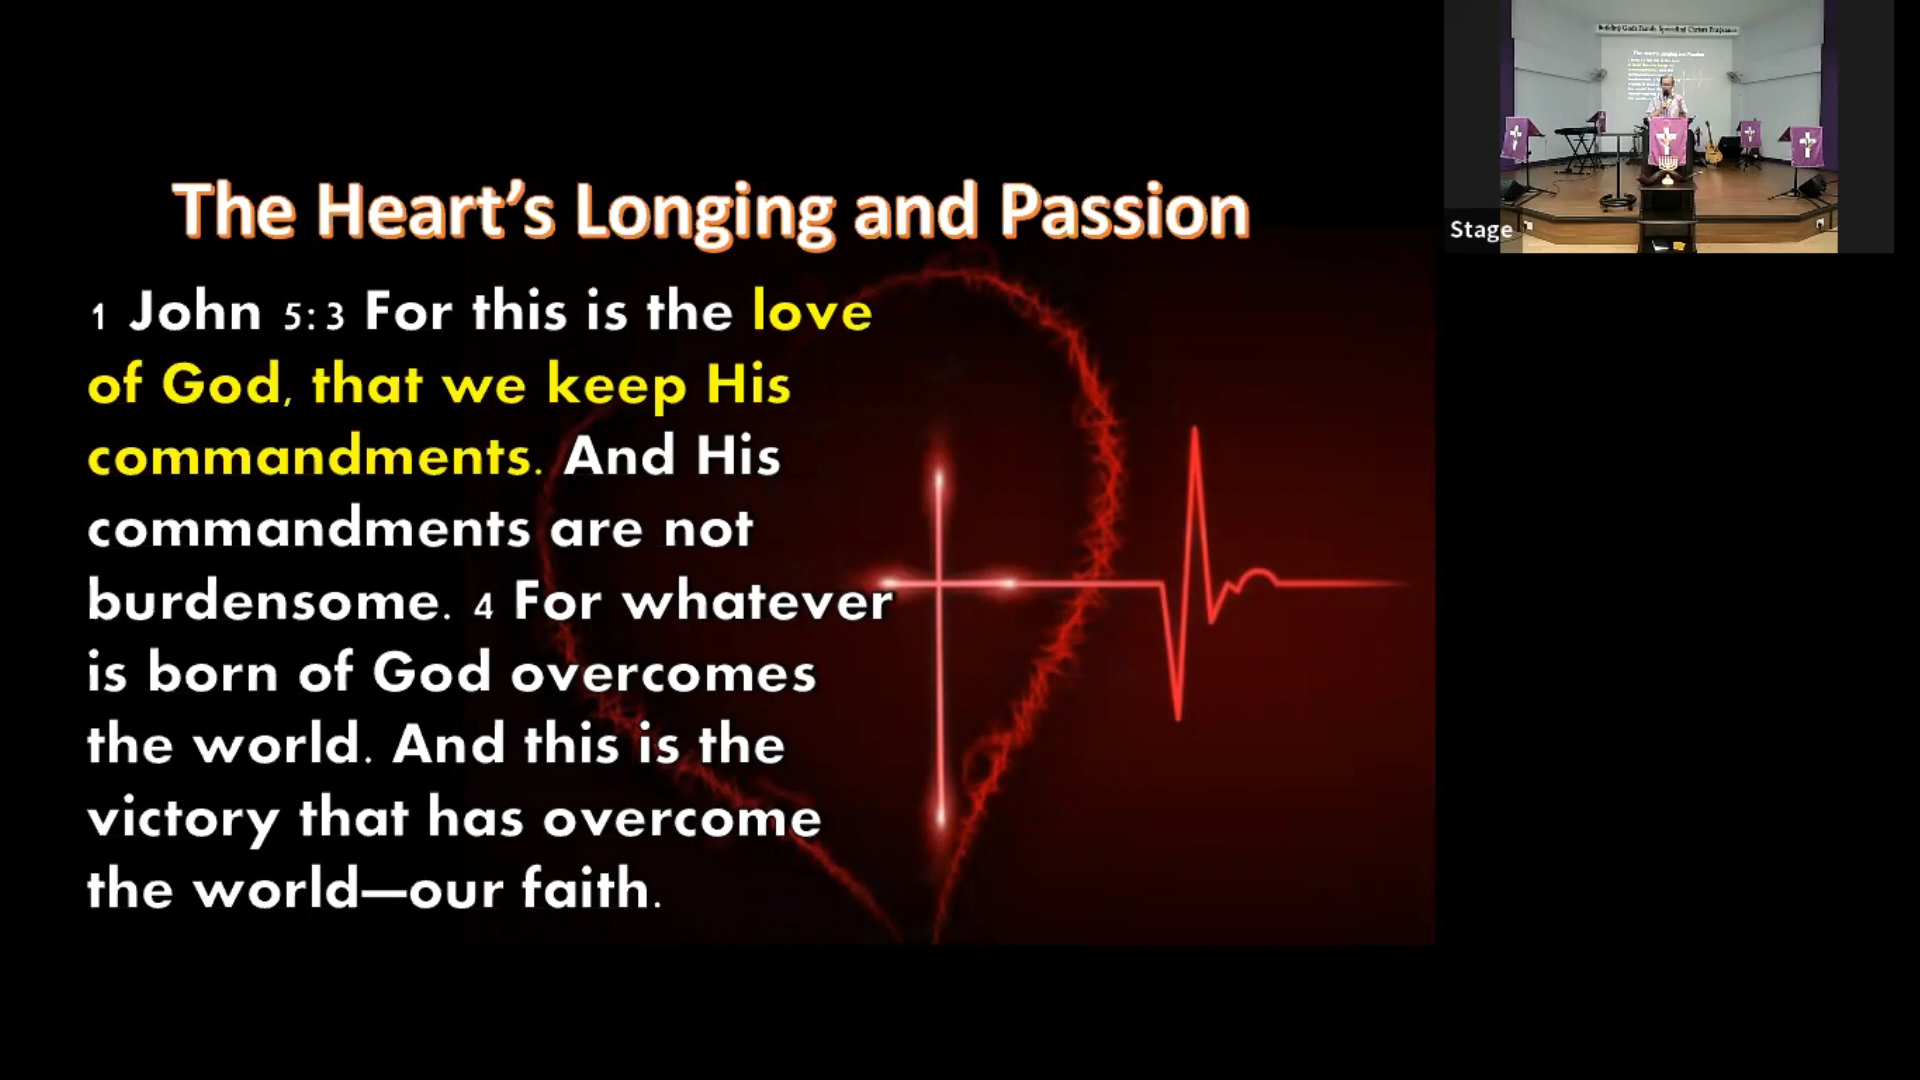 The Heart’s Longing and Passion
1 John 5:3 For this is the love
of God, that we keep His
commandments. And His
commandments are not
burdensome. 4 For whatever
is born of God overcomes
the world. And this is the
victory that has overcome
the world—our faith.
Stage